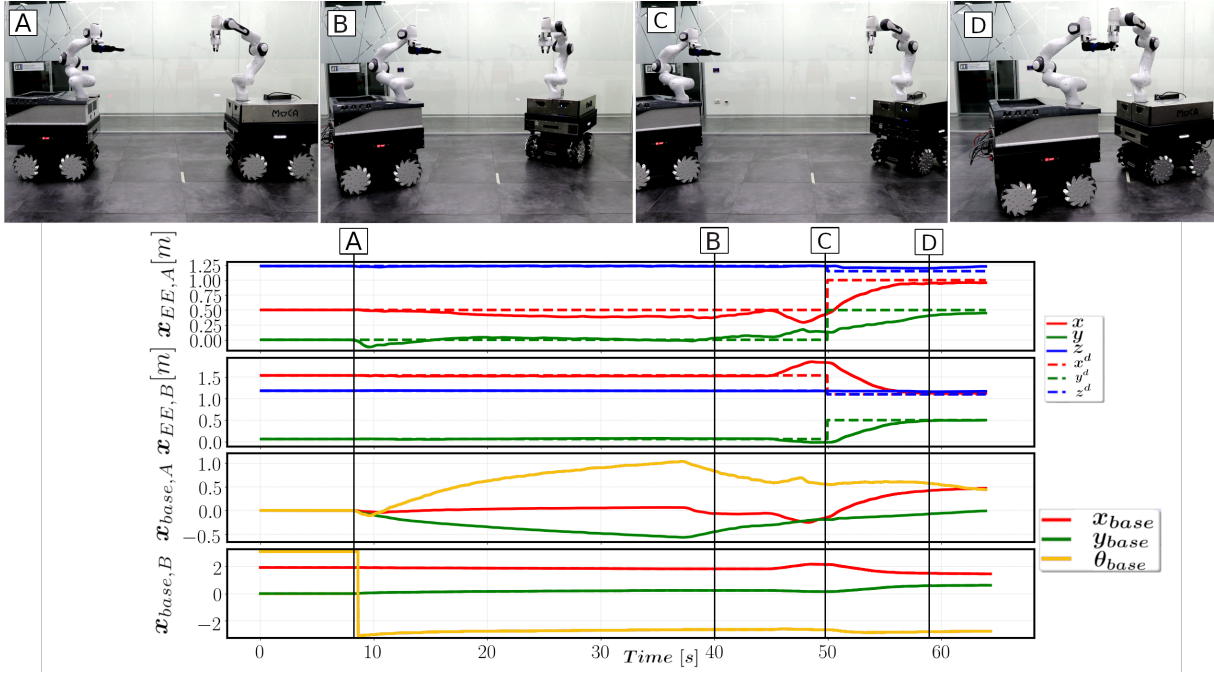 A
B
C
D
MOCA
MOCA
A
B
C
D
x_{EE,A}[m]
1.25
1.00
0.50
0.25
0.00
x
y
z
x^d
y^d
z^d
x_{EE,B}[m]
1.5
1.0
0.5
0.0
x_{base,A}
1.0
0.5
0.0
−0.5
x_{base}
y_{base}
θ_{base}
x_{base,B}
2
0
−2
0 10 20 30 40 50 60
Time [s]